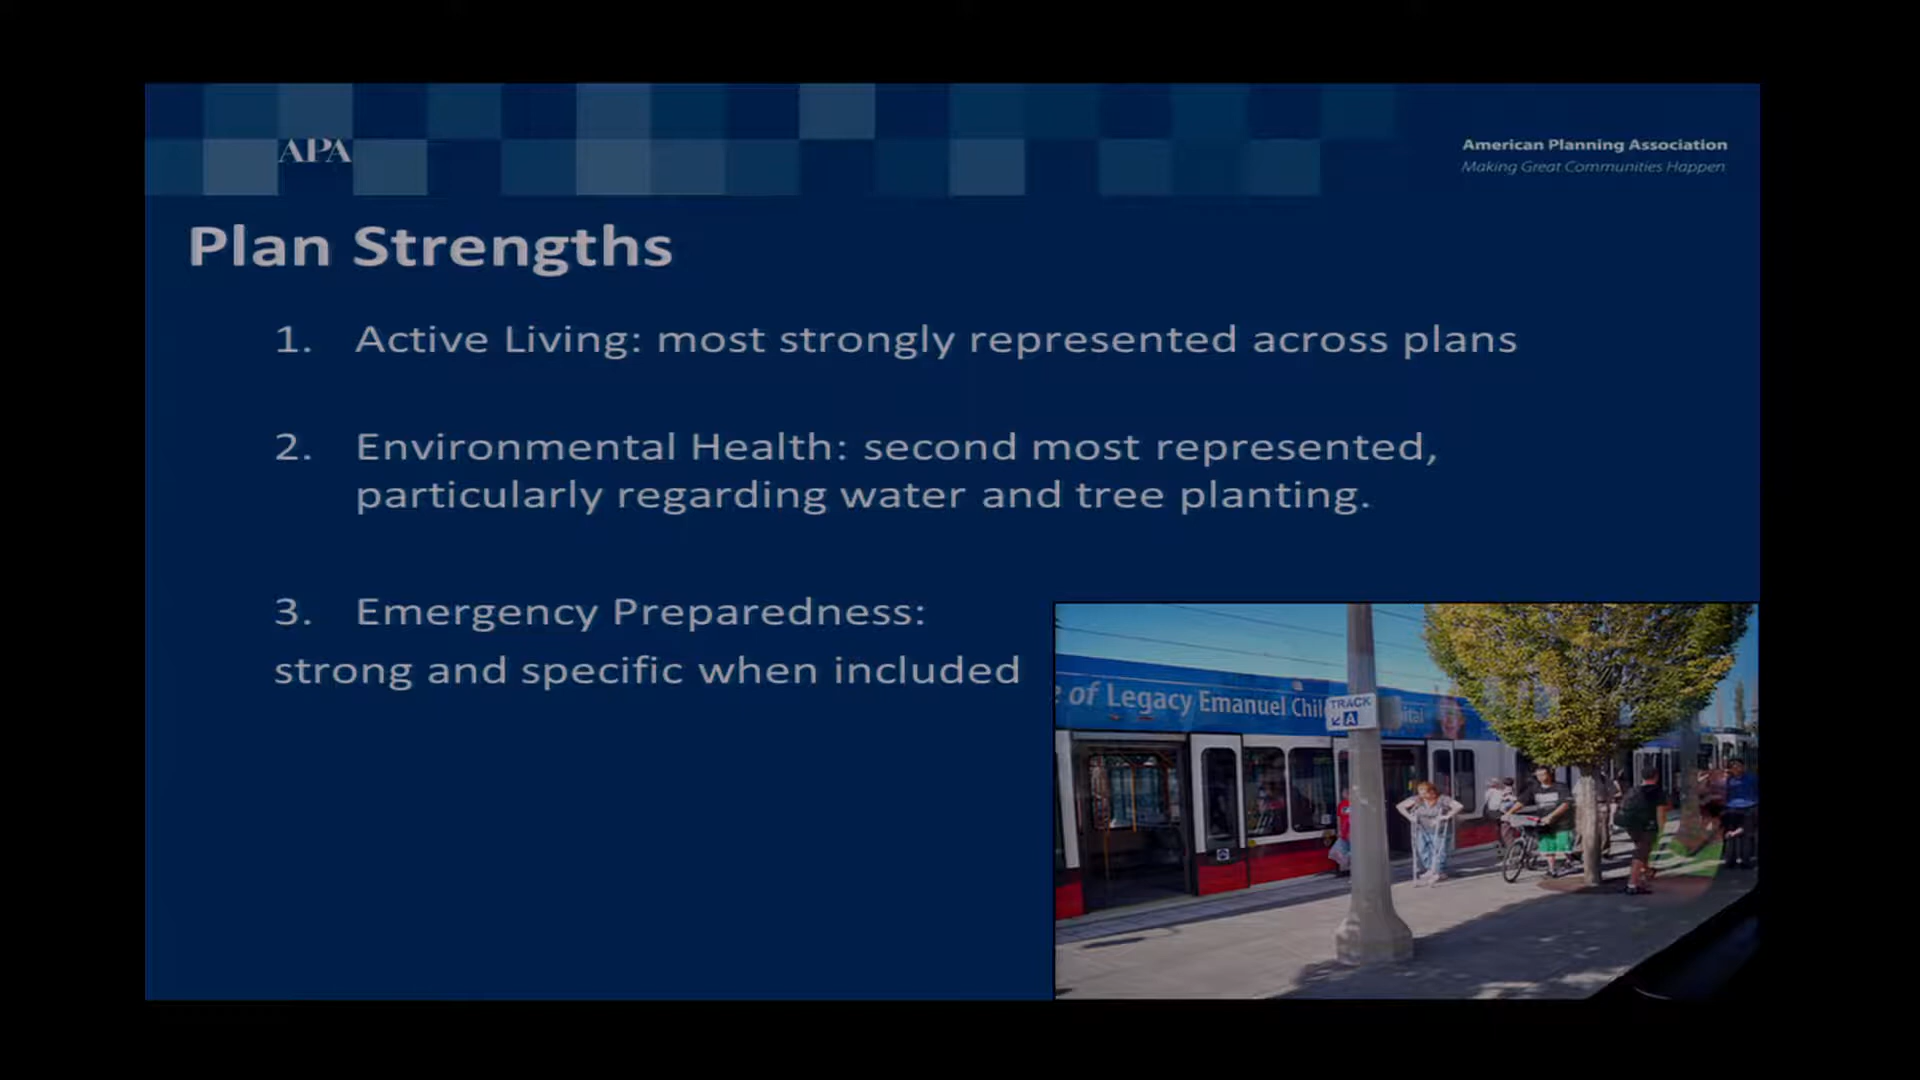 APA
American Planning Association
Making Great Communities Happen
Plan Strengths
1. Active Living: most strongly represented across plans
2. Environmental Health: second most represented,
particularly regarding water and tree planting.
3. Emergency Preparedness:
strong and specific when included
of Legacy Emanuel
TRACK
A